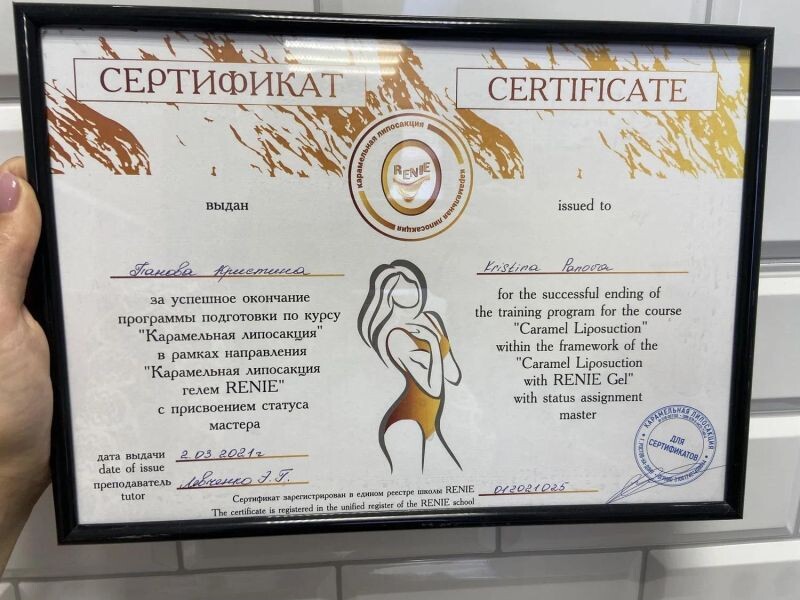 СЕРТИФИКАТ
выдан
Панова Кристина
за успешное окончание
программы подготовки по курсу
"Карамельная липосакция"
в рамках направления
"Карамельная липосакция
гелем RENIE"
с присвоением статуса
мастера
дата выдачи 2.03.2021г
date of issue
преподаватель Левченко Э.Г.
tutor
карамельная липосакция
RENIE
карамельная липосакция
CERTIFICATE
issued to
Kristina Panova
for the successful ending of
the training program for the course
"Caramel Liposuction"
within the framework of the
"Caramel Liposuction
with RENIE Gel"
with status assignment
master
Сертификат зарегистрирован в едином реестре школы RENIE 012021025
The certificate is registered in the unified register of the RENIE school
КАРАМЕЛЬНАЯ ЛИПОСАКЦИЯ
ДЛЯ
СЕРТИФИКАТОВ